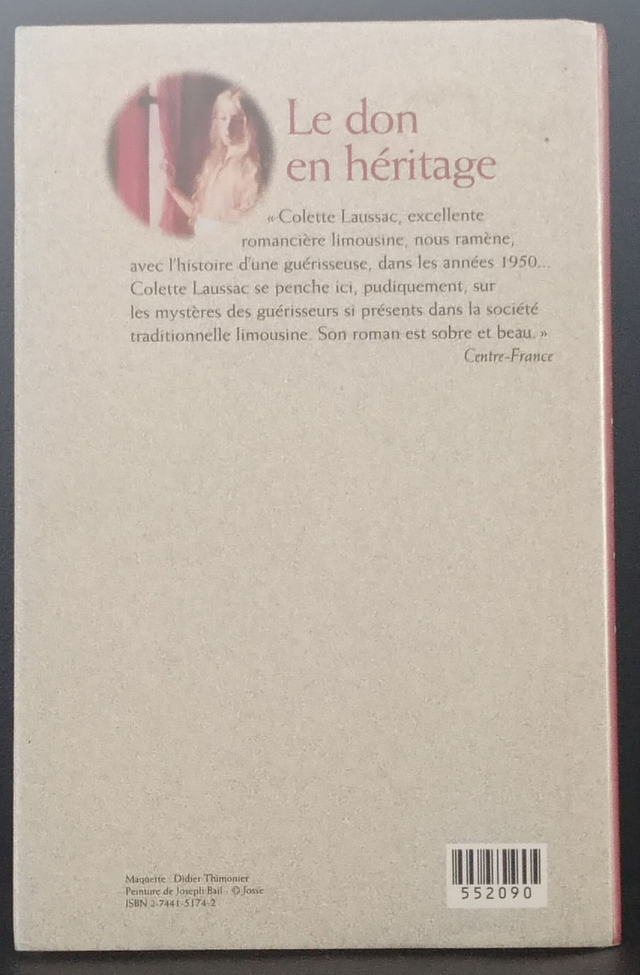 Le don
en héritage
« Colette Laussac, excellente
romancière limousine, nous ramène,
avec l'histoire d'une guérisseuse, dans les années 1950...
Colette Laussac se penche ici, pudiquement, sur
les mystères des guérisseurs si présents dans la société
traditionnelle limousine. Son roman est sobre et beau. »
Centre-France
Maquette : Didier Thimonier
Peinture de Joseph Bail - © Josse
ISBN 2-7441-5174-2
552090